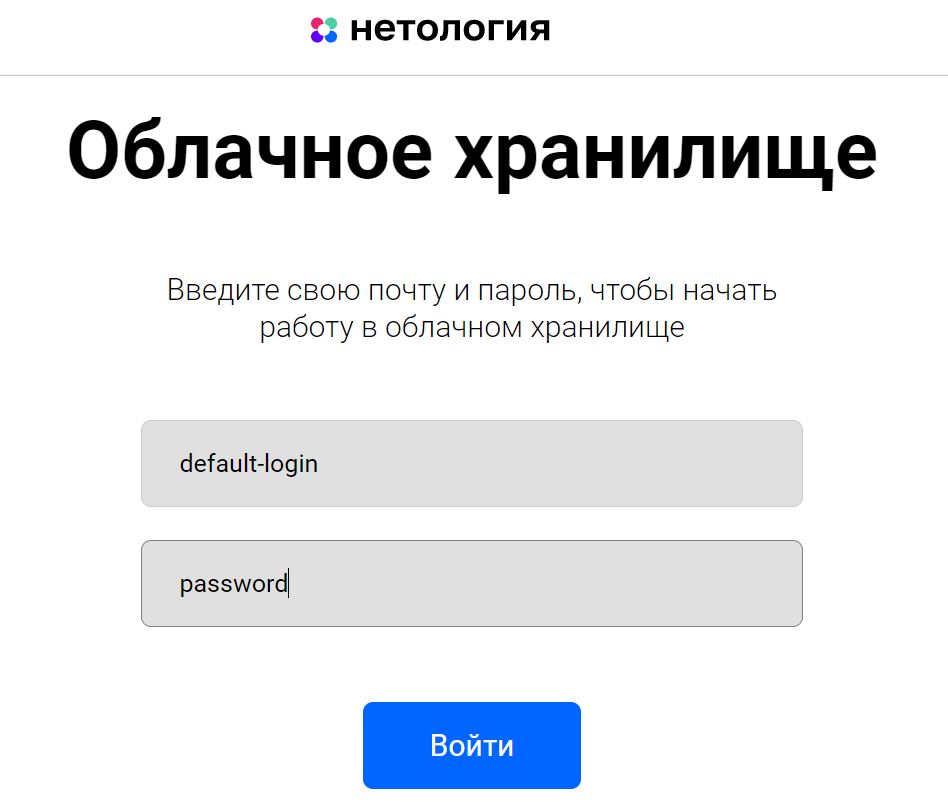 нетология
Облачное хранилище
Введите свою почту и пароль, чтобы начать
работу в облачном хранилище
default-login
password
Войти